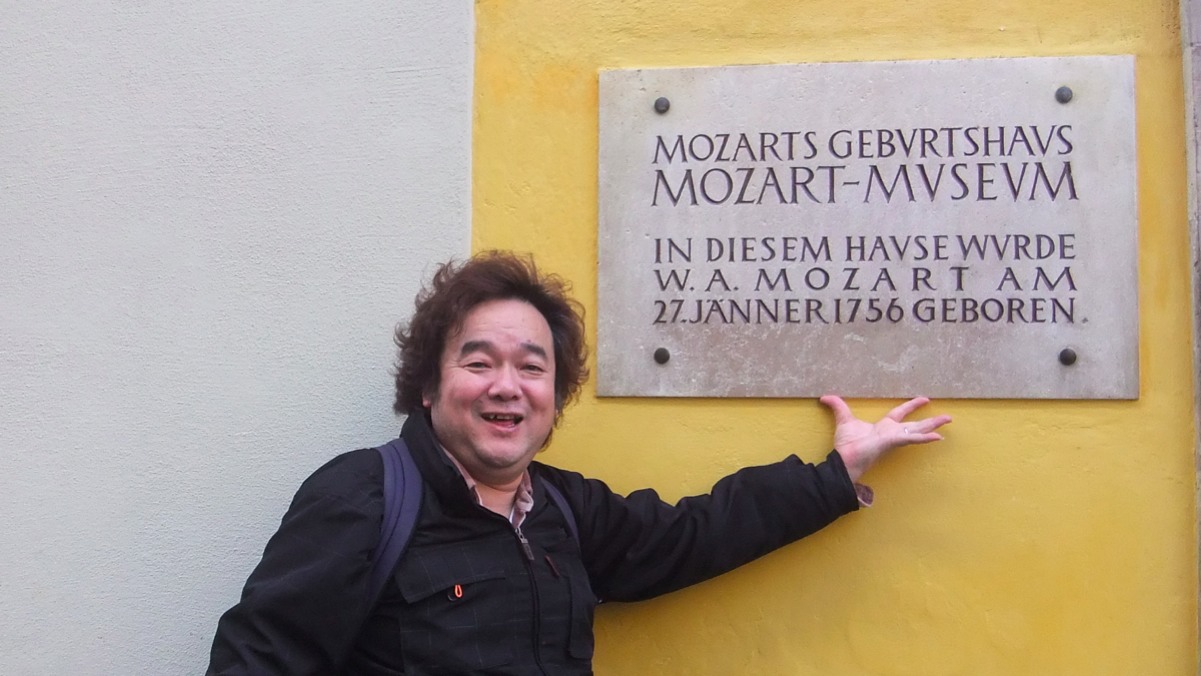 MOZARTS GEBVRTSHAVS
MOZART-MVSEVM
IN DIESEM HAVSE WVRDE
W. A. MOZART AM
27. JÄNNER 1756 GEBOREN.